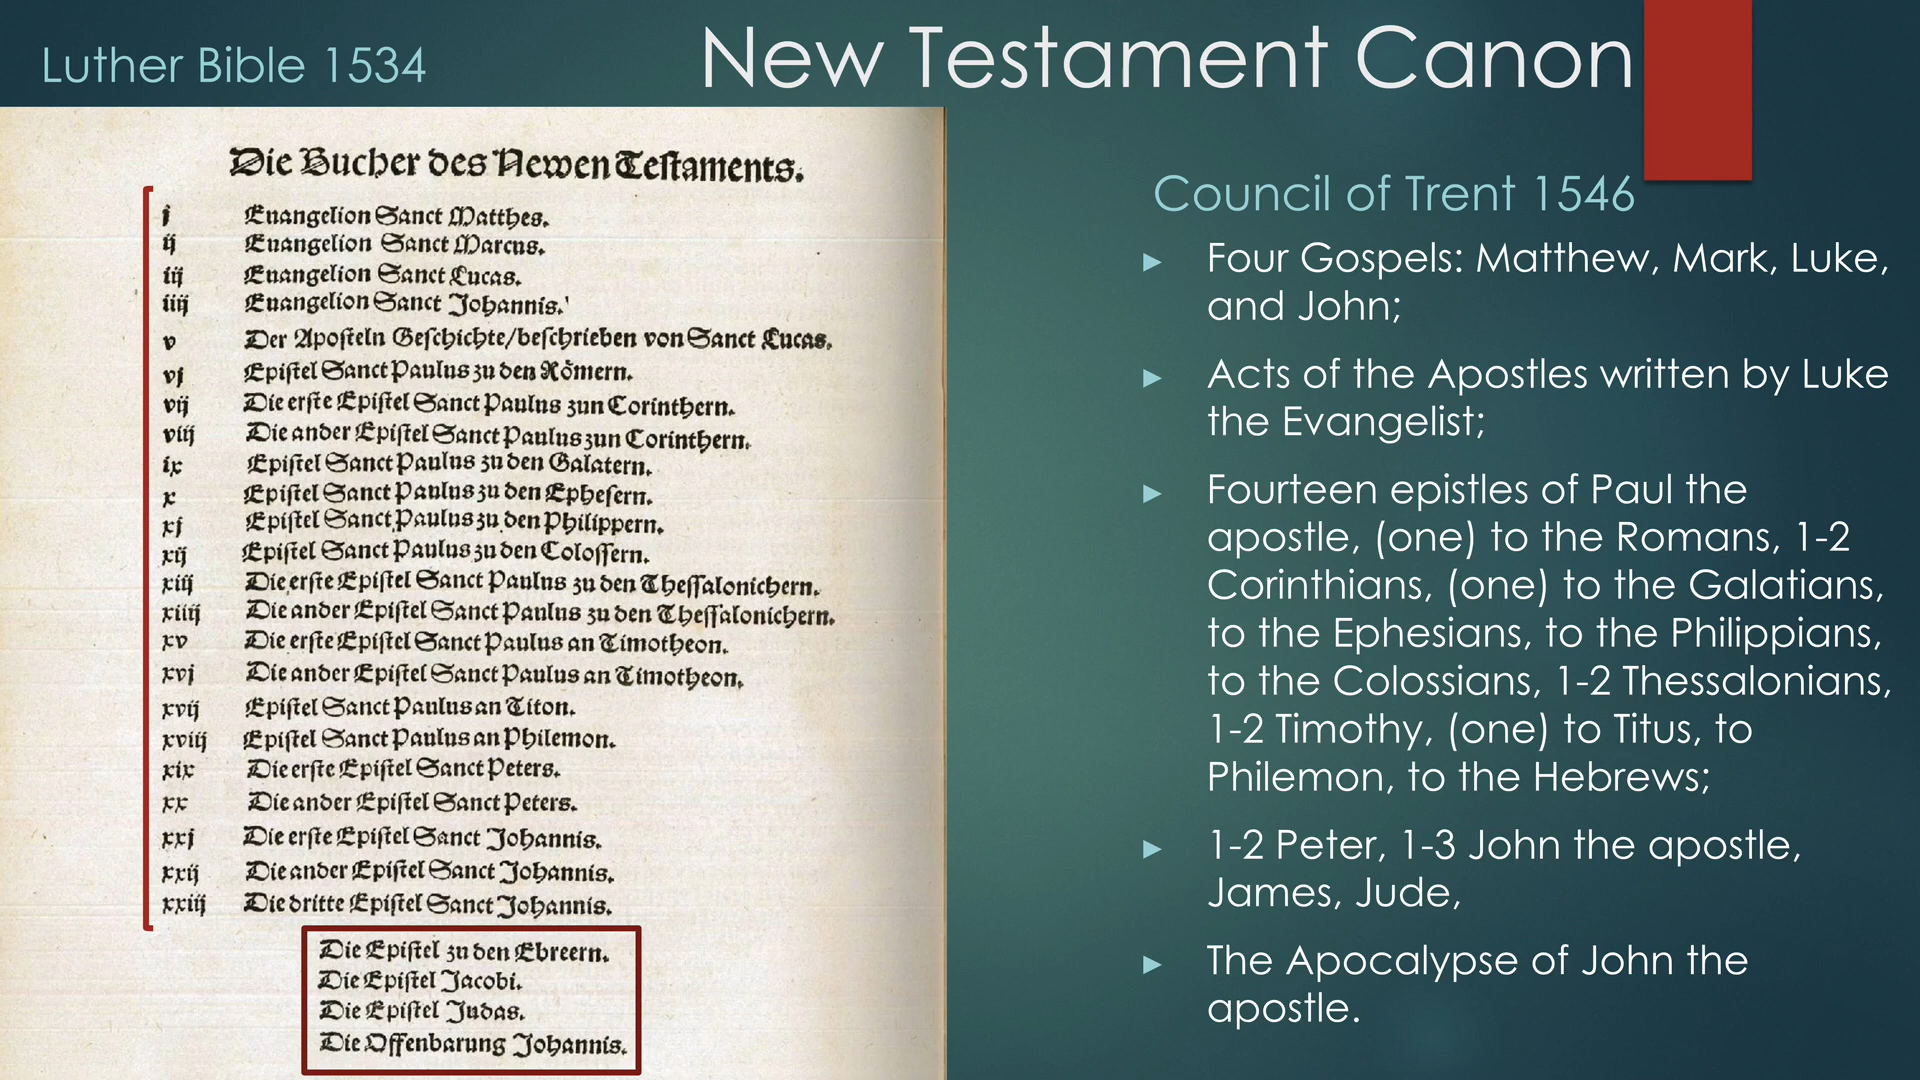 Luther Bible 1534
New Testament Canon
Die Bucher des Newen Teſtaments.
j Euangelion Sanct Matthes.
ij Euangelion Sanct Marcus.
iij Euangelion Sanct Lucas.
iiij Euangelion Sanct Johannis.
v Der Apoſteln Geſchichte/beſchrieben von Sanct Lucas.
vj Epiſtel Sanct Paulus zu den Römern.
vij Die erſte Epiſtel Sanct Paulus zun Corinthern.
viij Die ander Epiſtel Sanct Paulus zun Corinthern.
ix Epiſtel Sanct Paulus zu den Galatern.
x Epiſtel Sanct Paulus zu den Epheſern.
xj Epiſtel Sanct Paulus zu den Philippern.
xij Epiſtel Sanct Paulus zu den Coloſſern.
xiij Die erſte Epiſtel Sanct Paulus zu den Theſſalonichern.
xiiij Die ander Epiſtel Sanct Paulus zu den Theſſalonichern.
xv Die erſte Epiſtel Sanct Paulus an Timotheon.
xvj Die ander Epiſtel Sanct Paulus an Timotheon.
xvij Epiſtel Sanct Paulus an Titon.
xviij Epiſtel Sanct Paulus an Philemon.
xix Die erſte Epiſtel Sanct Peters.
xx Die ander Epiſtel Sanct Peters.
xxj Die erſte Epiſtel Sanct Johannis.
xxij Die ander Epiſtel Sanct Johannis.
xxiij Die dritte Epiſtel Sanct Johannis.
Die Epiſtel zu den Ebreern.
Die Epiſtel Jacobi.
Die Epiſtel Judas.
Die Offenbarung Johannis.
Council of Trent 1546
Four Gospels: Matthew, Mark, Luke,
and John;
Acts of the Apostles written by Luke
the Evangelist;
Fourteen epistles of Paul the
apostle, (one) to the Romans, 1-2
Corinthians, (one) to the Galatians,
to the Ephesians, to the Philippians,
to the Colossians, 1-2 Thessalonians,
1-2 Timothy, (one) to Titus, to
Philemon, to the Hebrews;
1-2 Peter, 1-3 John the apostle,
James, Jude,
The Apocalypse of John the
apostle.